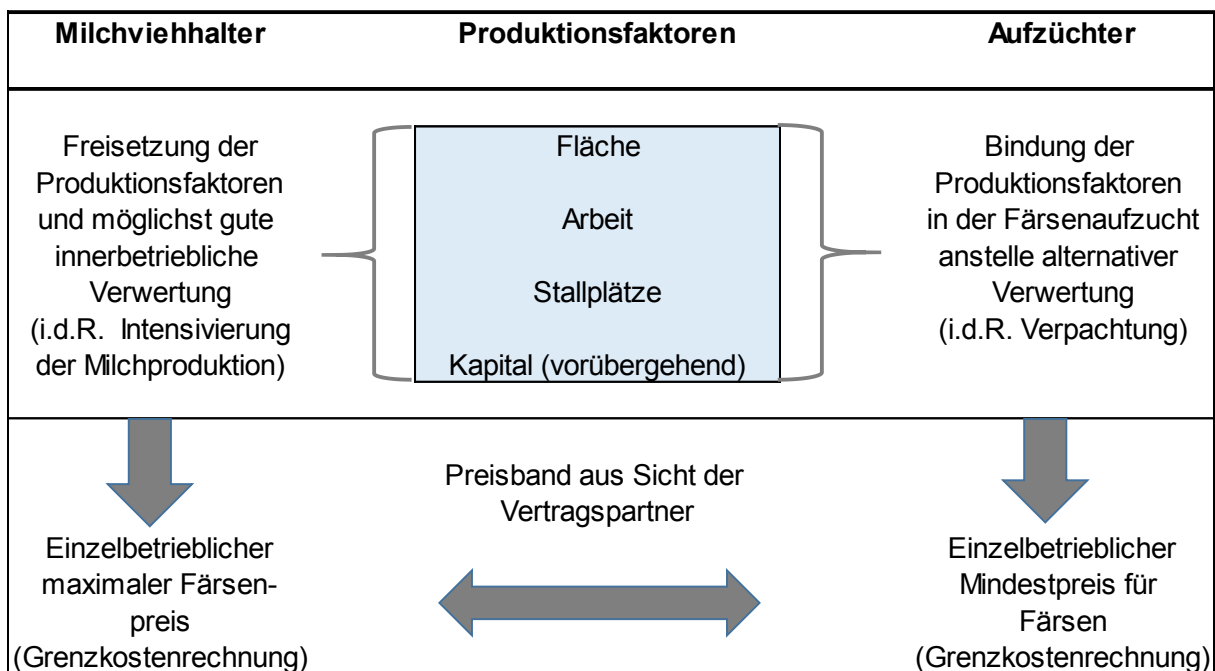 Milchviehhalter
Produktionsfaktoren
Aufzüchter
Freisetzung der
Produktionsfaktoren
und möglichst gute
innerbetriebliche
Verwertung
(i.d.R. Intensivierung
der Milchproduktion)
Fläche
Arbeit
Stallplätze
Kapital (vorübergehend)
Bindung der
Produktionsfaktoren
in der Färsenaufzucht
anstelle alternativer
Verwertung
(i.d.R. Verpachtung)
Preisband aus Sicht der
Vertragspartner
Einzelbetrieblicher
maximaler Färsen-
preis
(Grenzkostenrechnung)
Einzelbetrieblicher
Mindestpreis für
Färsen
(Grenzkostenrechnung)